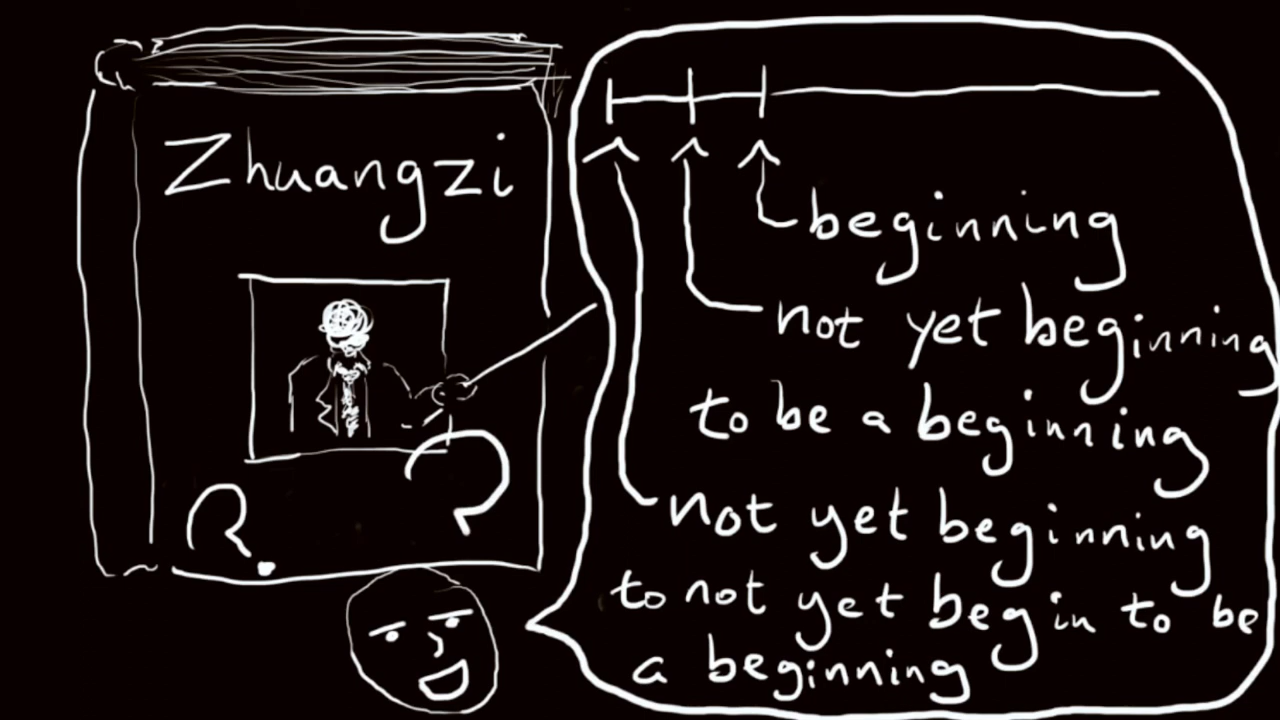 Zhuangzi
? ?
beginning
not yet beginning
to be a beginning
not yet beginning
to not yet begin to be
a beginning